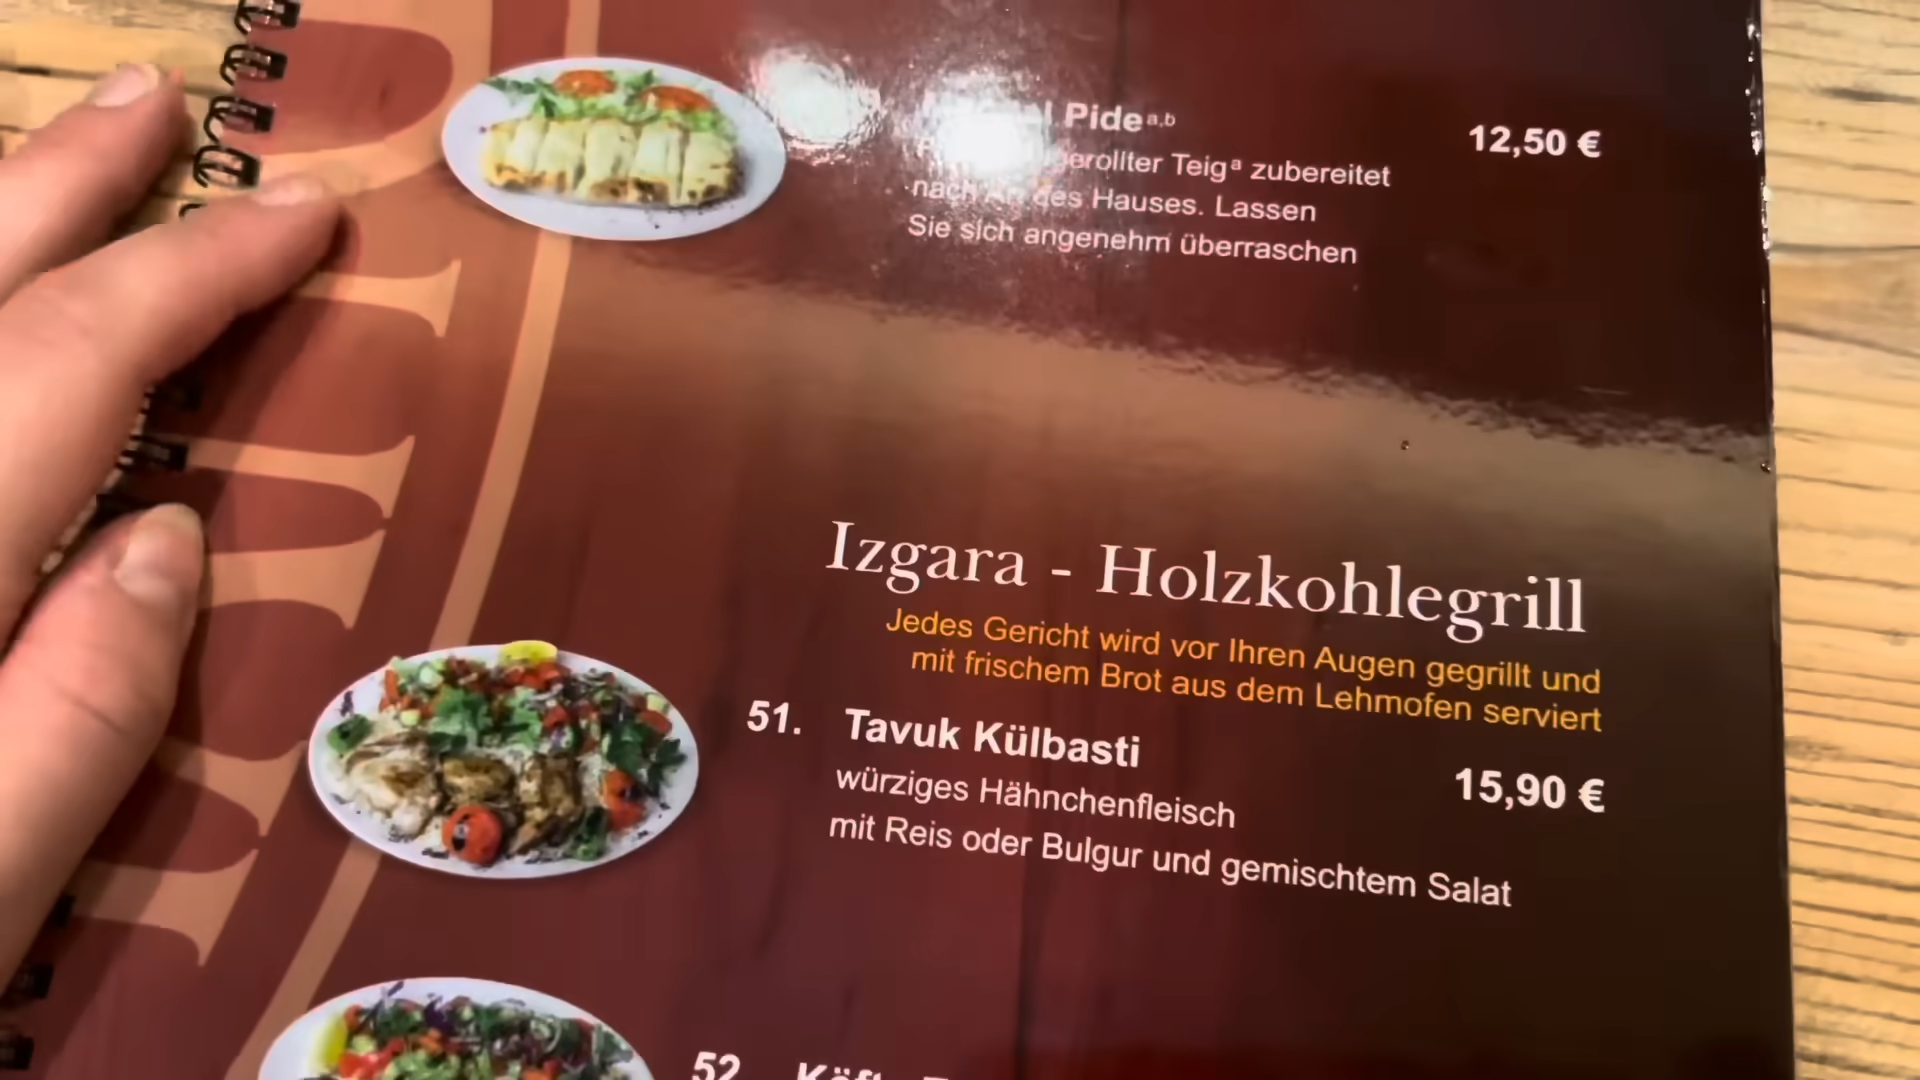 Pide a,b
12,50 €
gerollter Teig a zubereitet
nach Art des Hauses. Lassen
Sie sich angenehm überraschen
Izgara - Holzkohlegrill
Jedes Gericht wird vor Ihren Augen gegrillt und
mit frischem Brot aus dem Lehmofen serviert
51. Tavuk Külbasti
15,90 €
würziges Hähnchenfleisch
mit Reis oder Bulgur und gemischtem Salat
52